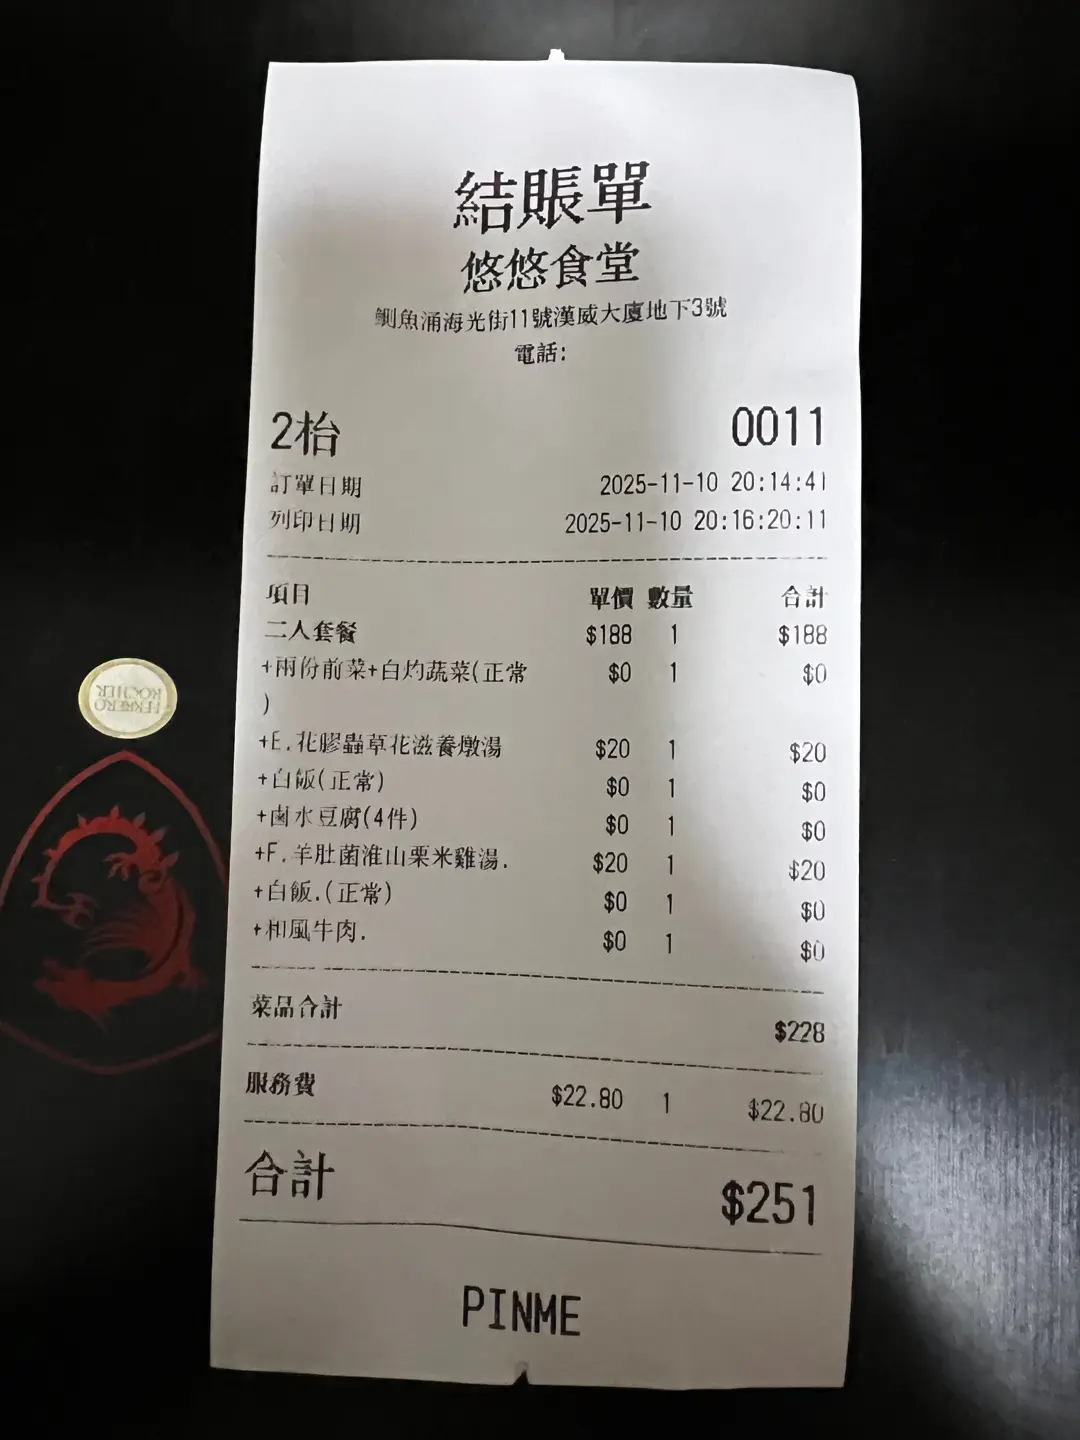 結賬單
悠悠食堂
鰂魚涌海光街11號漢威大廈地下3號
電話:
2枱 0011
訂單日期 2025-11-10 20:14:41
列印日期 2025-11-10 20:16:20:11
項目 單價 數量 合計
二人套餐 $188 1 $188
+兩份前菜+白灼蔬菜(正常 $0 1 $0
)
+E.花膠蟲草花滋養燉湯 $20 1 $20
+白飯(正常) $0 1 $0
+鹵水豆腐(4件) $0 1 $0
+F.羊肚菌淮山栗米雞湯. $20 1 $20
+白飯.(正常) $0 1 $0
+和風牛肉. $0 1 $0
菜品合計 $228
服務費 $22.80 1 $22.80
合計 $251
PINME
FERRERO
ROCHER